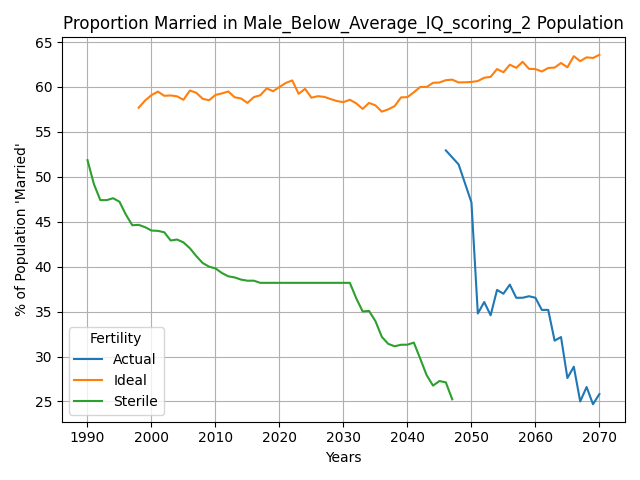 Proportion Married in Male_Below_Average_IQ_scoring_2 Population
% of Population 'Married'
65
60
55
50
45
40
35
30
25
Fertility
Actual
Ideal
Sterile
1990 2000 2010 2020 2030 2040 2050 2060 2070
Years